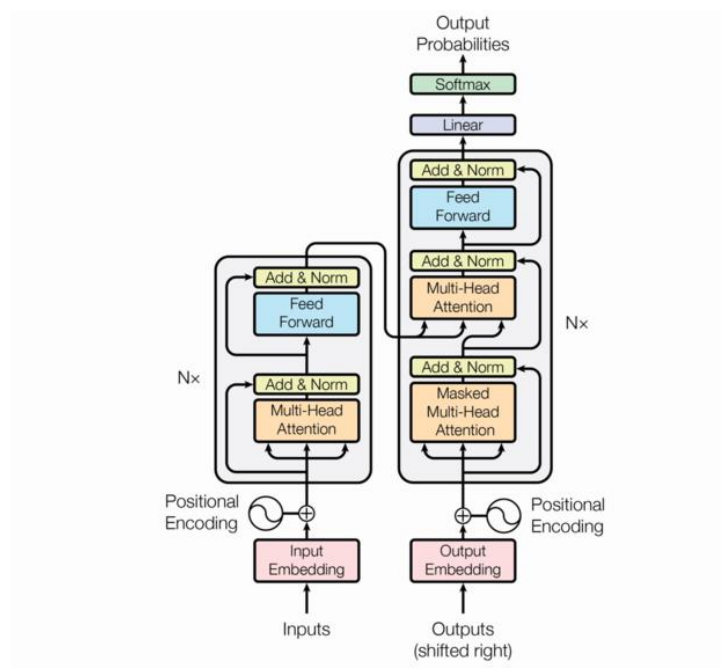 Output
Probabilities
Softmax
Linear
Add & Norm
Feed
Forward
Add & Norm
Multi-Head
Attention
Add & Norm
Masked
Multi-Head
Attention
N×
Add & Norm
Feed
Forward
N×
Add & Norm
Multi-Head
Attention
Positional
Encoding
Positional
Encoding
Input
Embedding
Output
Embedding
Inputs
Outputs
(shifted right)